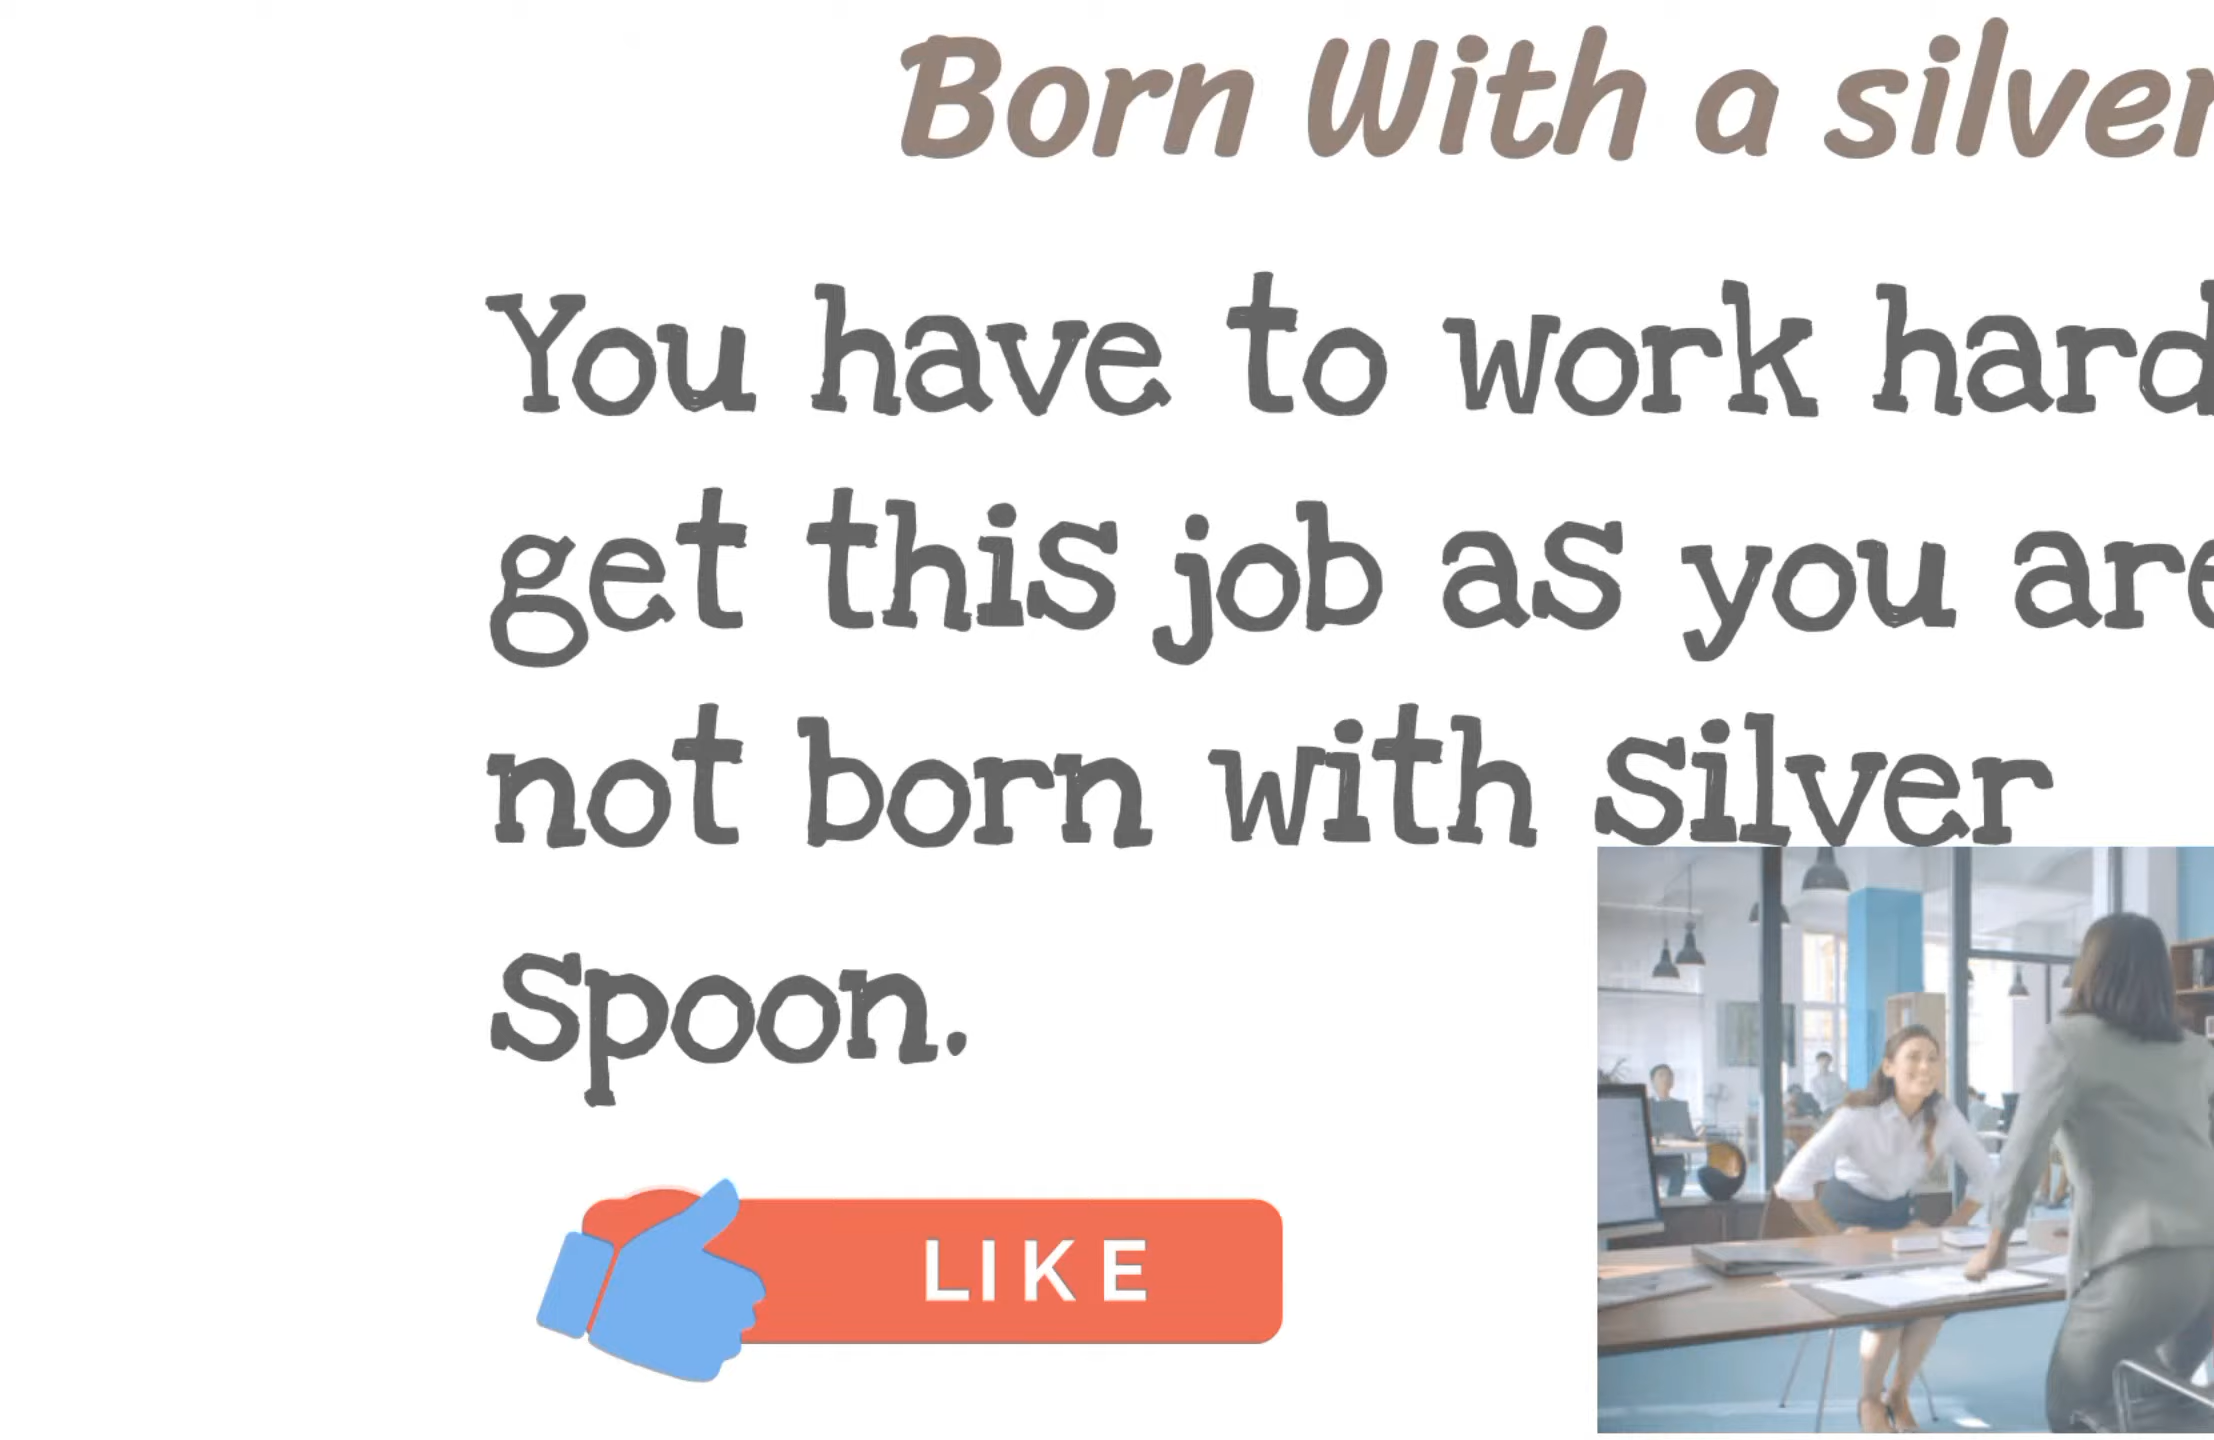 Born With a silver
You have to work hard
get this job as you are
not born with silver
spoon.
LIKE